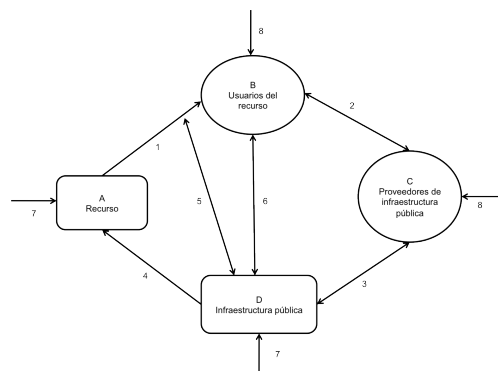 8
B
Usuarios del
recurso
2
1
C
Proveedores de
infraestructura
pública
A
Recurso
7
5
6
8
4
3
D
Infraestructura pública
7